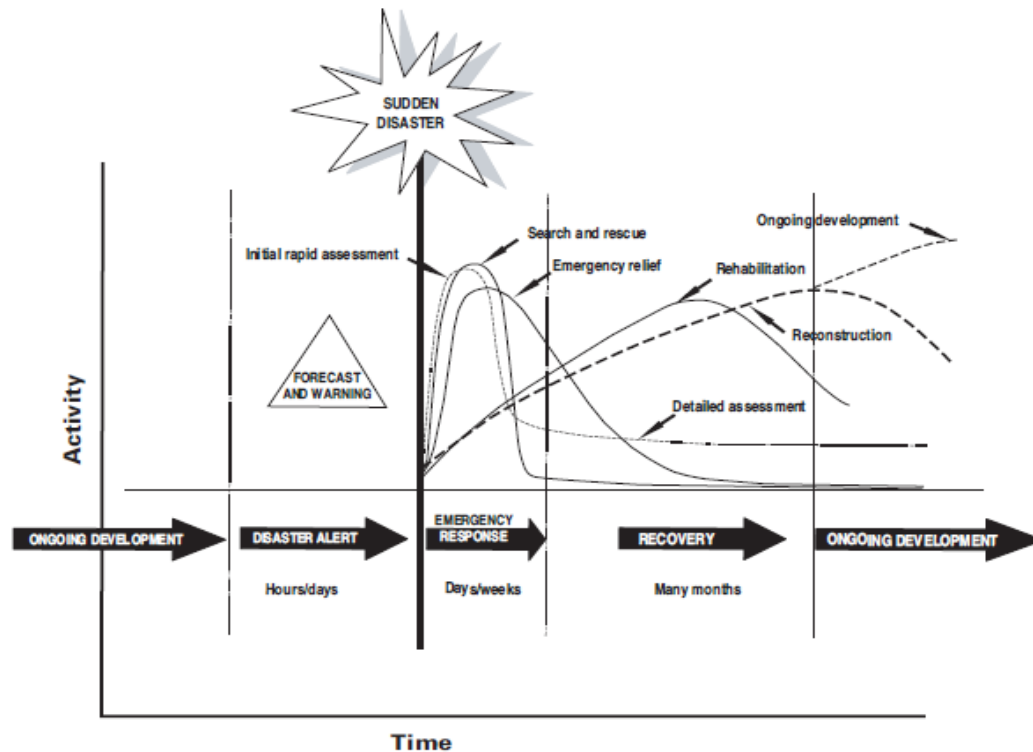 SUDDEN
DISASTER
Ongoing development
Search and rescue
Initial rapid assessment
Emergency relief
Rehabilitation
Reconstruction
FORECAST
AND WARNING
Detailed assessment
Activity
ONGOING DEVELOPMENT
DISASTER ALERT
EMERGENCY
RESPONSE
RECOVERY
ONGOING DEVELOPMENT
Hours/days
Days/weeks
Many months
Time